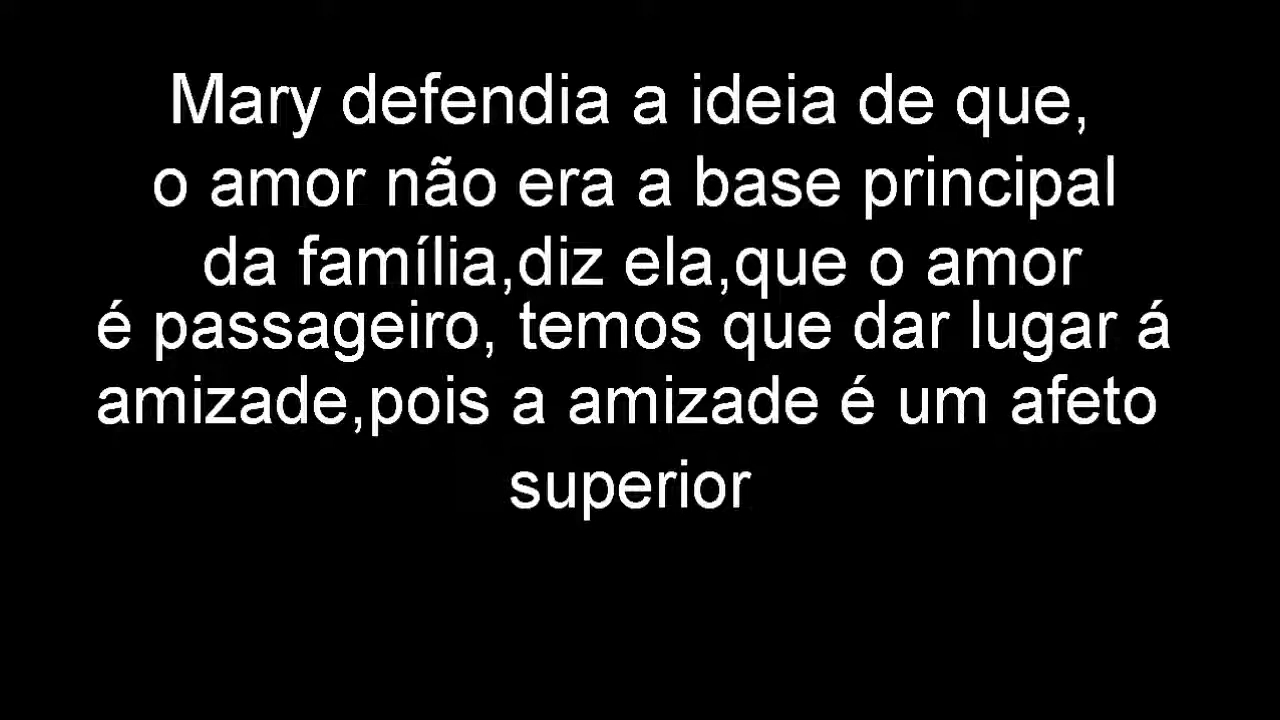 Mary defendia a ideia de que,
o amor não era a base principal
da família,diz ela,que o amor
é passageiro, temos que dar lugar á
amizade,pois a amizade é um afeto
superior